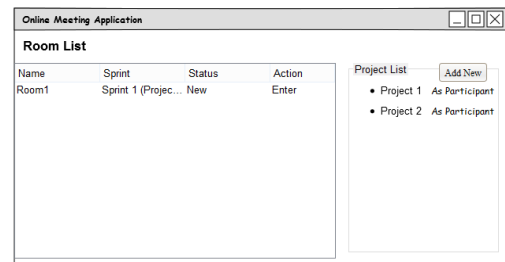 Online Meeting Application
Room List
Name Sprint Status Action
Room1 Sprint 1 (Projec... New Enter
Project List Add New
Project 1 As Participant
Project 2 As Participant